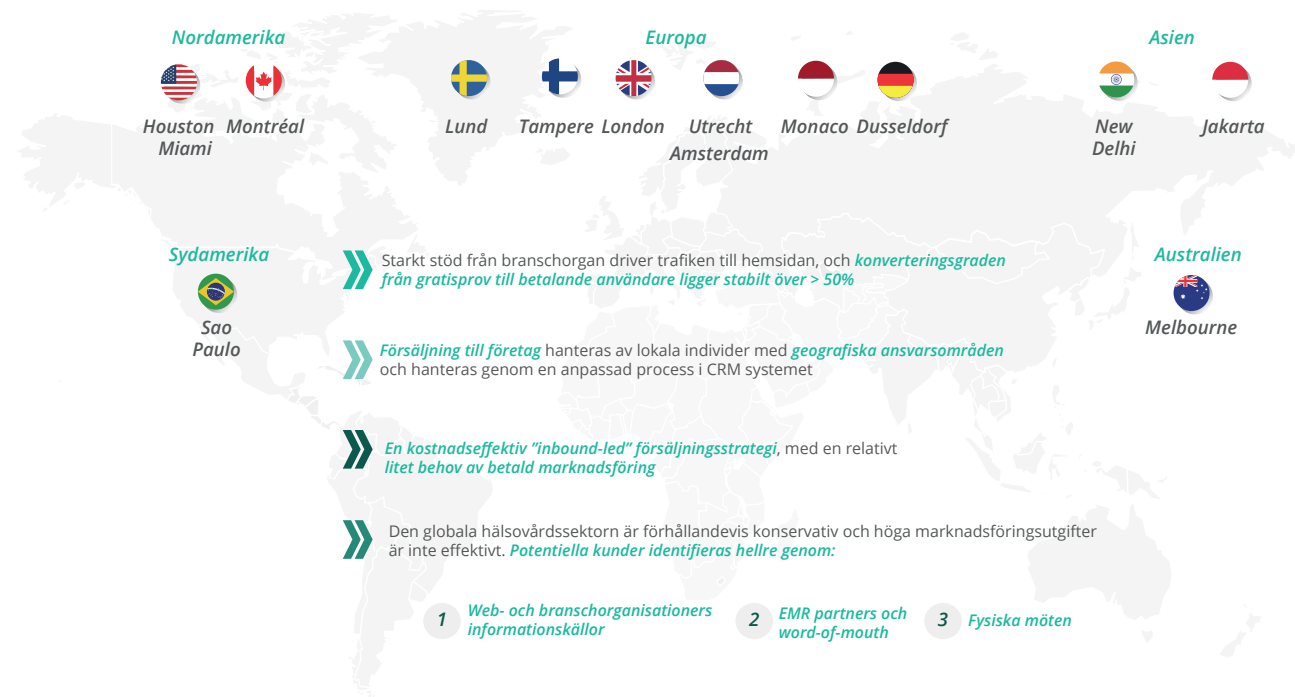 Nordamerika
Europa
Asien
Houston
Miami
Montréal
Lund
Tampere
London
Utrecht
Amsterdam
Monaco
Dusseldorf
New
Delhi
Jakarta
Sydamerika
Sao
Paulo
Australien
Melbourne
Starkt stöd från branschorgan driver trafiken till hemsidan, och konverteringsgraden
från gratisprov till betalande användare ligger stabilt över > 50%
Försäljning till företag hanteras av lokala individer med geografiska ansvarsområden
och hanteras genom en anpassad process i CRM systemet
En kostnadseffektiv ”inbound-led” försäljningsstrategi, med en relativt
litet behov av betald marknadsföring
Den globala hälsovårdssektorn är förhållandevis konservativ och höga marknadsföringsutgifter
är inte effektivt. Potentiella kunder identifieras hellre genom:
1 Web- och branschorganisationers
informationskällor
2 EMR partners och
word-of-mouth
3 Fysiska möten